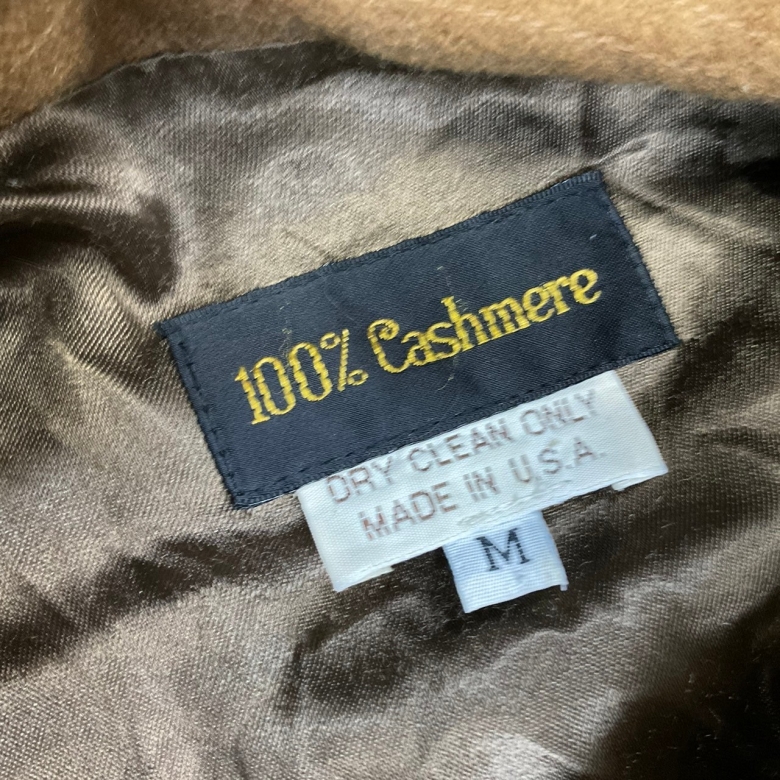 100% Cashmere
DRY CLEAN ONLY
MADE IN U.S.A.
M